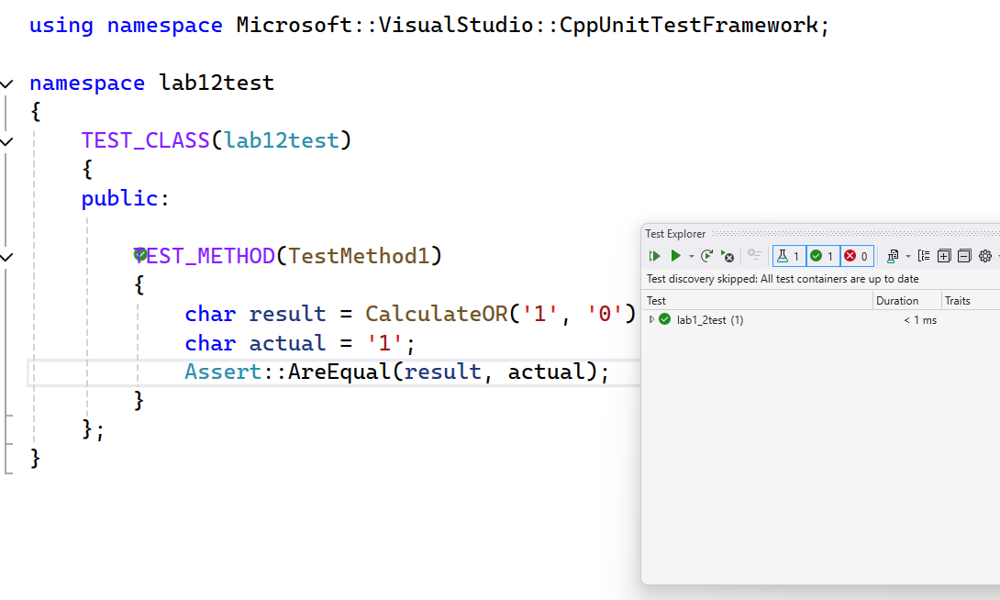 using namespace Microsoft::VisualStudio::CppUnitTestFramework;
namespace lab12test
{
TEST_CLASS(lab12test)
{
public:
TEST_METHOD(TestMethod1)
{
char result = CalculateOR('1', '0')
char actual = '1';
Assert::AreEqual(result, actual);
}
};
}
Test Explorer
1 1 0
Test discovery skipped: All test containers are up to date
Test Duration Traits
lab1_2test (1) < 1 ms